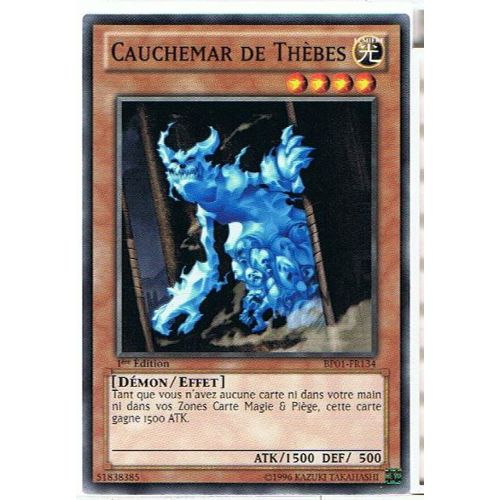 CAUCHEMAR DE THÈBES
LUMIÈRE
光
1ère Édition
BP01-FR134
[DÉMON/EFFET]
Tant que vous n'avez aucune carte ni dans votre main
ni dans vos Zones Carte Magie & Piège, cette carte
gagne 1500 ATK.
ATK/1500 DEF/ 500
51838385
©1996 KAZUKI TAKAHASHI